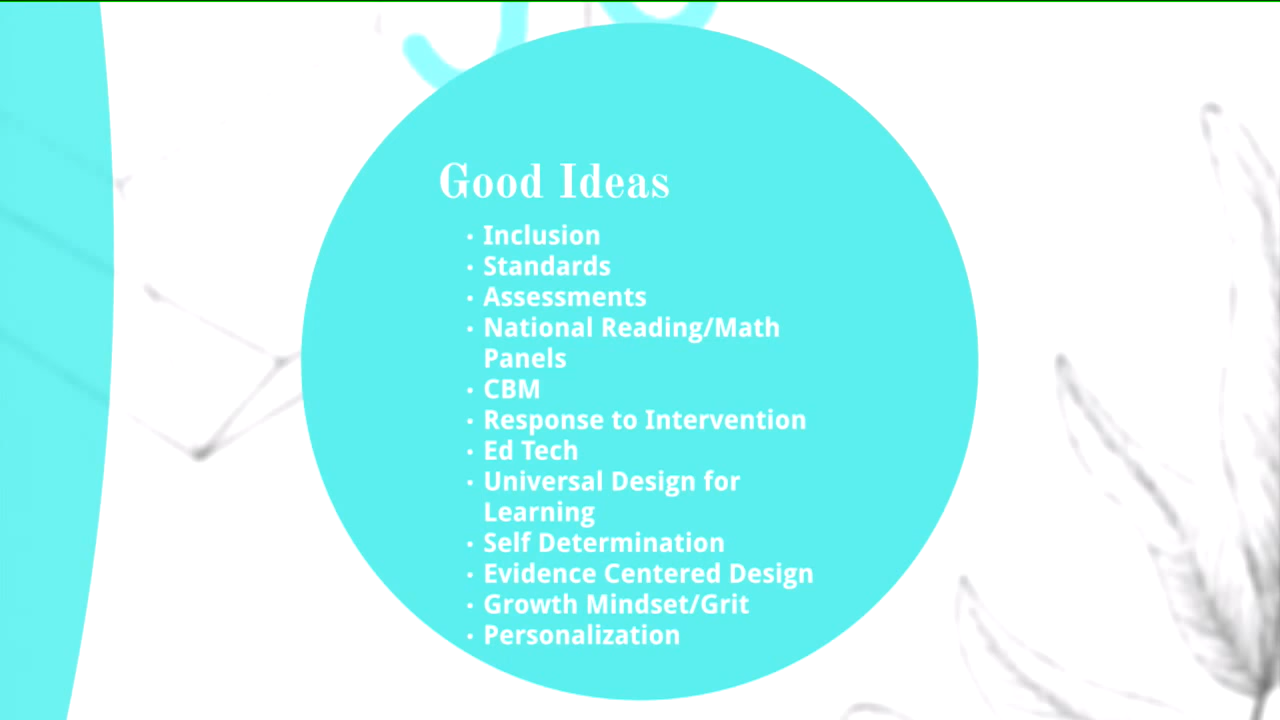 Good Ideas
• Inclusion
• Standards
• Assessments
• National Reading/Math
Panels
• CBM
• Response to Intervention
• Ed Tech
• Universal Design for
Learning
• Self Determination
• Evidence Centered Design
• Growth Mindset/Grit
• Personalization